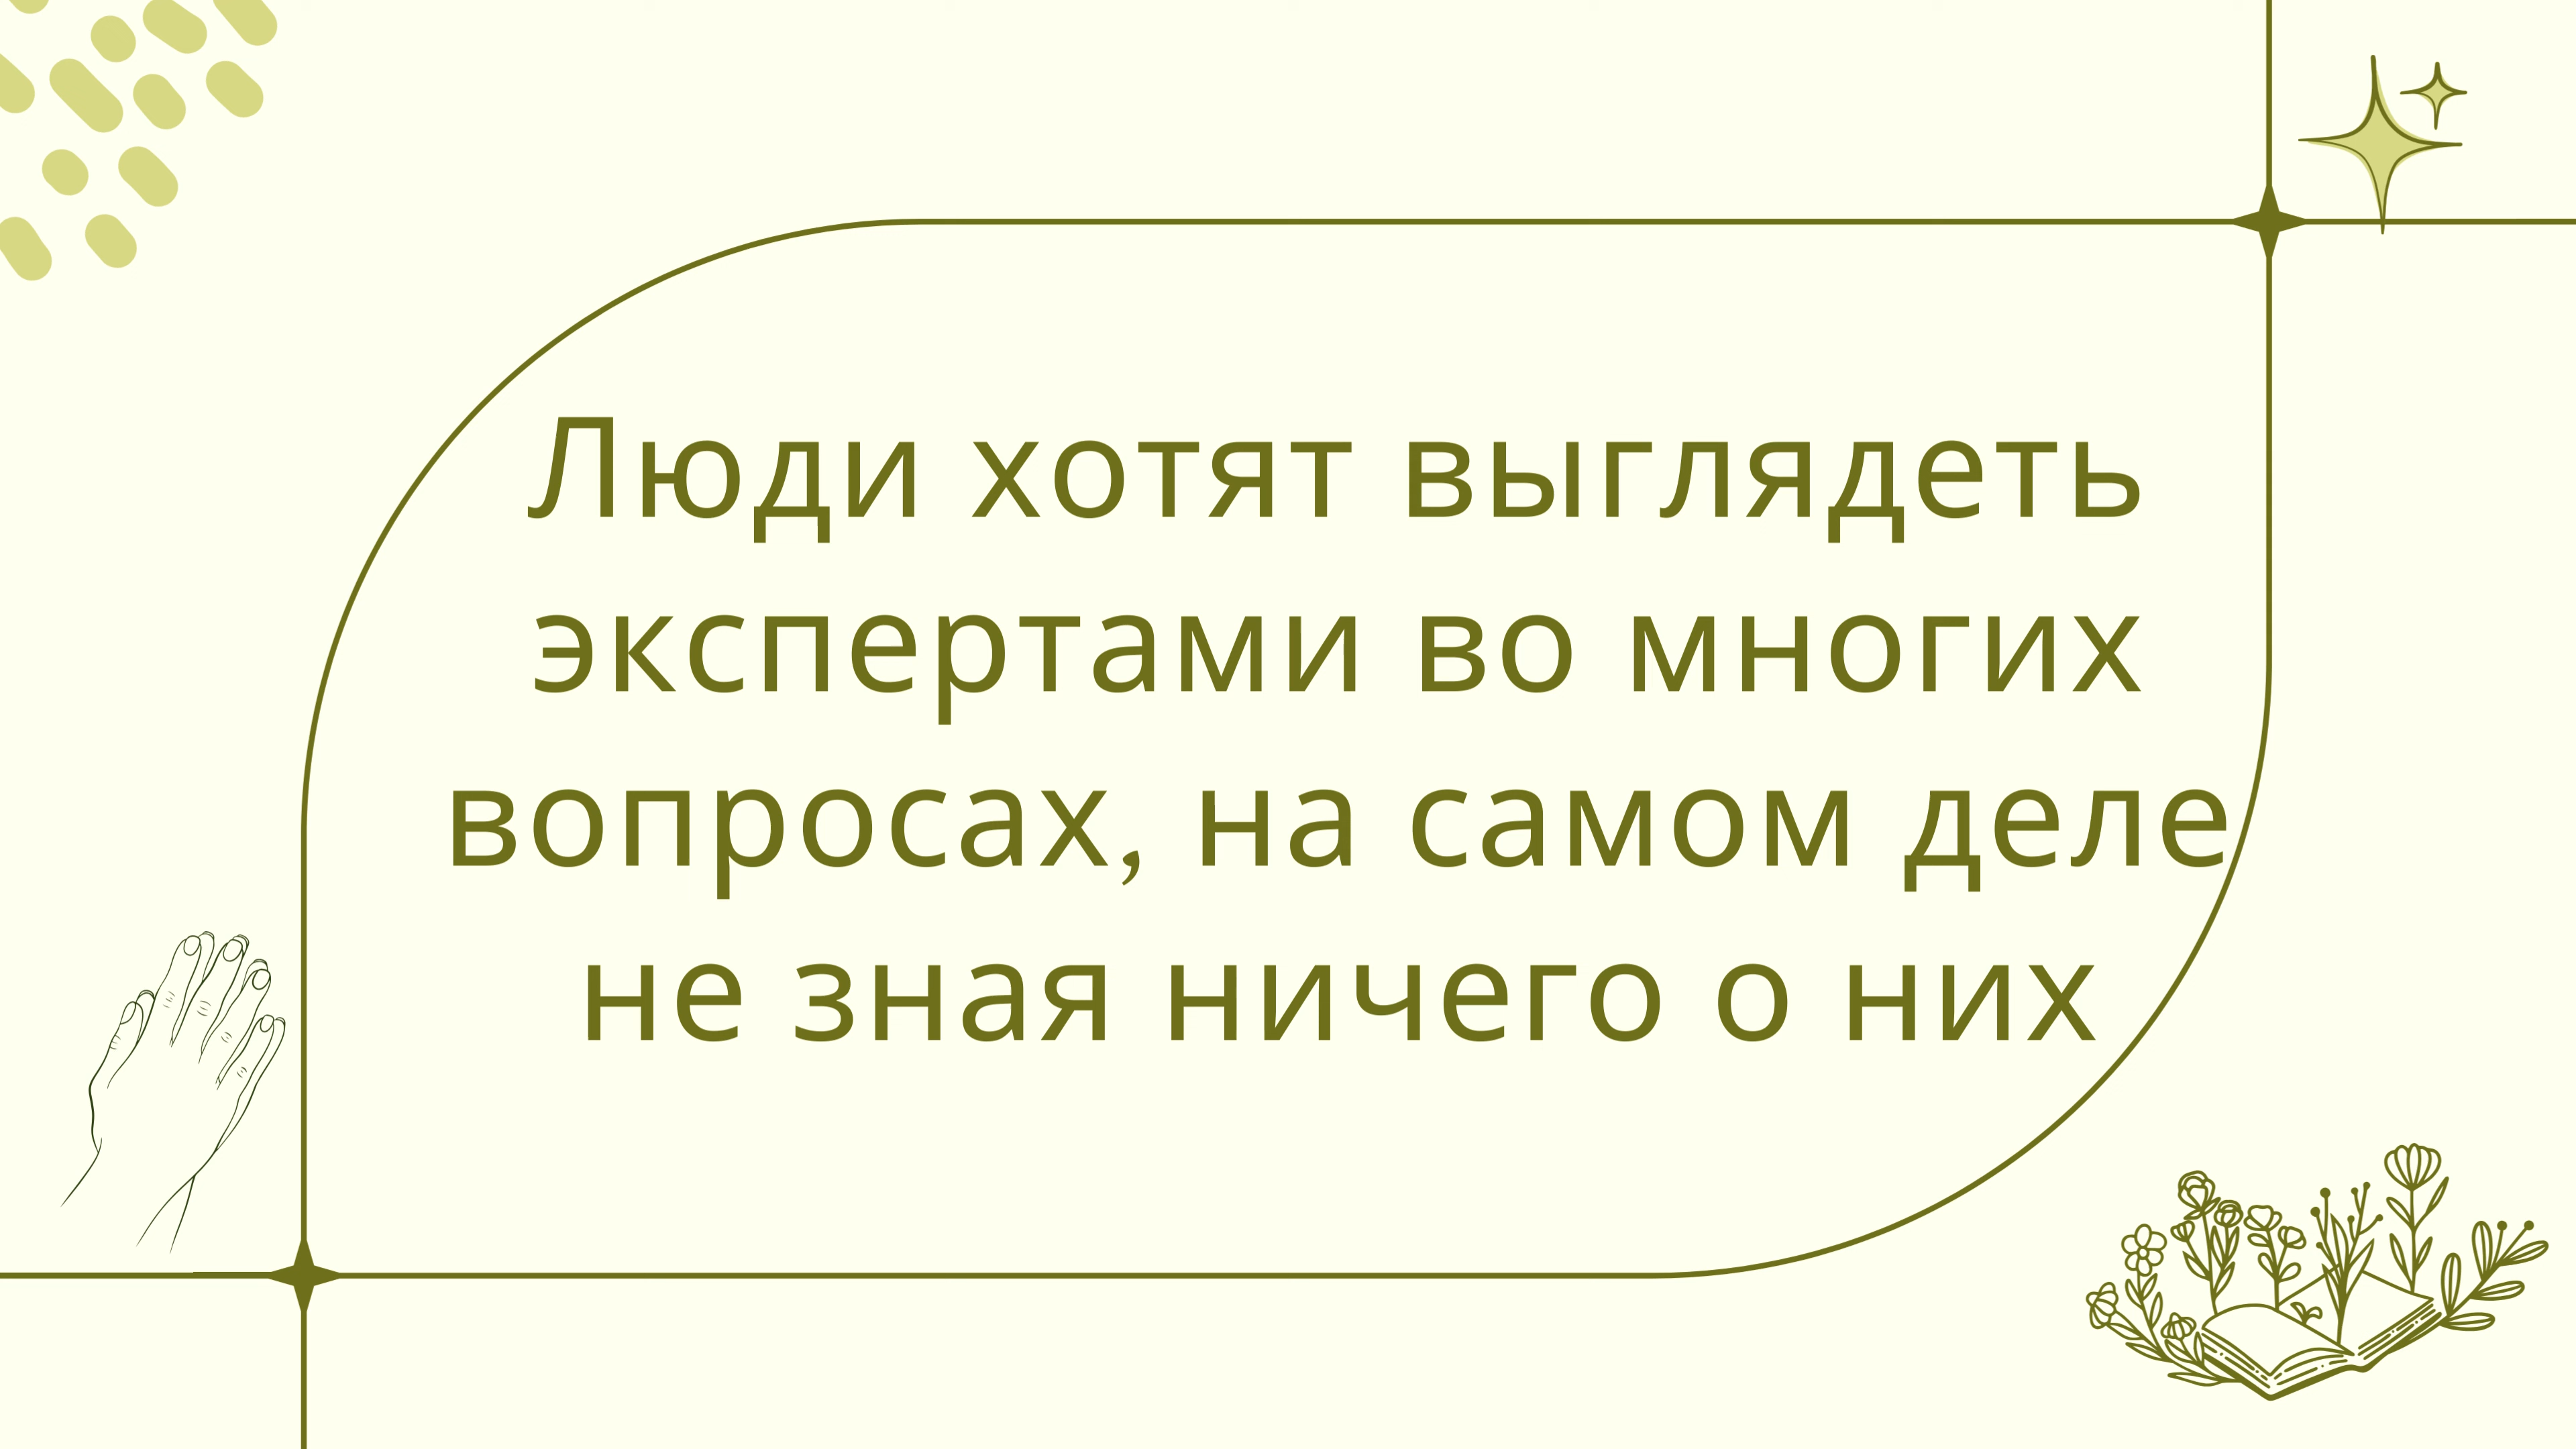 Люди хотят выглядеть
экспертами во многих
вопросах, на самом деле
не зная ничего о них